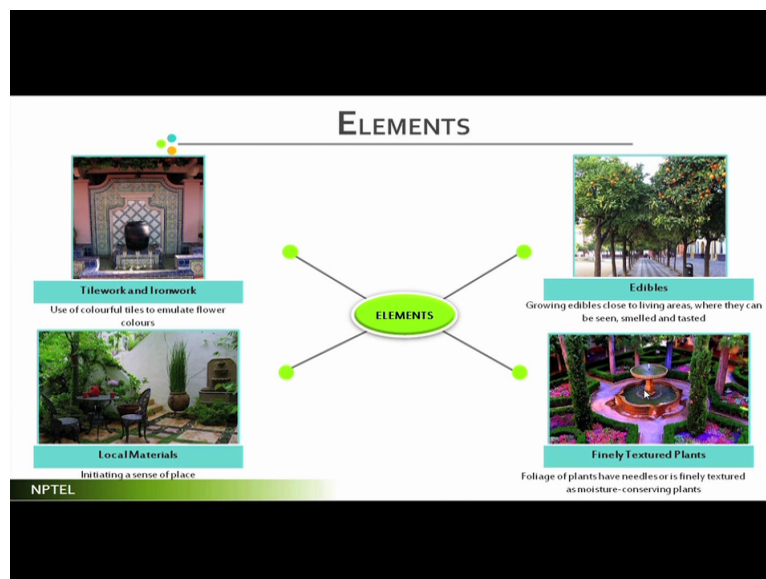 ELEMENTS
Tilework and Ironwork
Use of colourful tiles to emulate flower
colours
Edibles
Growing edibles close to living areas, where they can
be seen, smelled and tasted
ELEMENTS
Local Materials
Initiating a sense of place
Finely Textured Plants
Foliage of plants have needles or is finely textured
as moisture-conserving plants
NPTEL